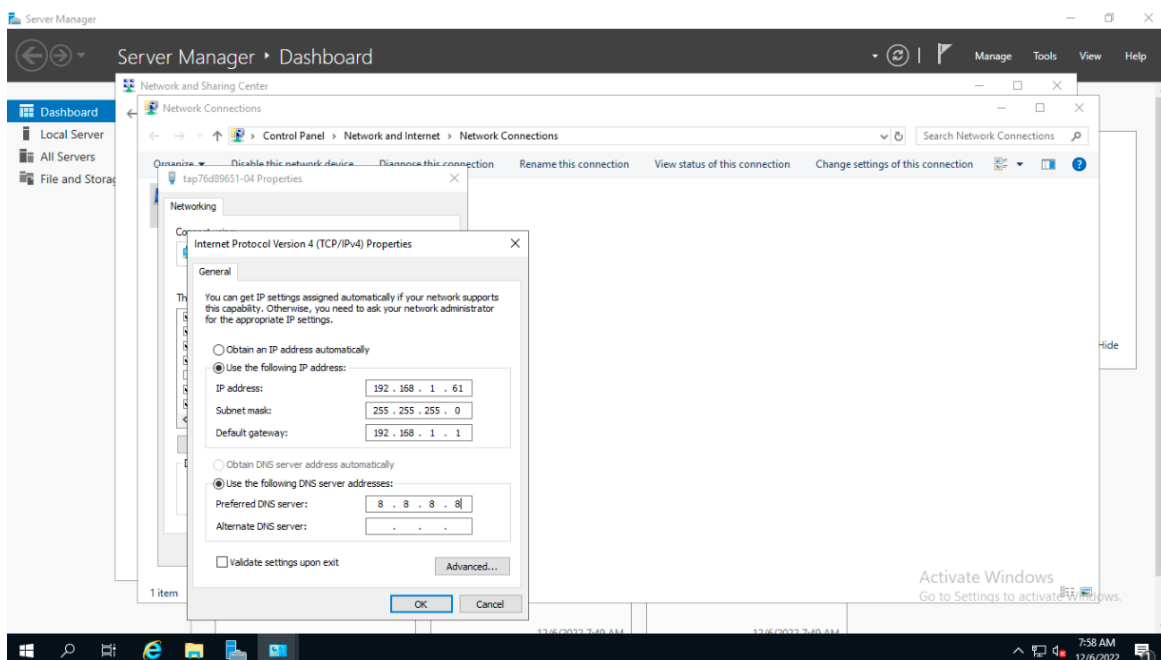 Server Manager
Server Manager • Dashboard
Manage Tools View Help
Network and Sharing Center
Dashboard
Local Server
All Servers
File and Storag
Network Connections
Control Panel > Network and Internet > Network Connections
Search Network Connections
Organize Disable this network device Diagnose this connection Rename this connection View status of this connection Change settings of this connection
tap76d89651-04 Properties
Networking
Internet Protocol Version 4 (TCP/IPv4) Properties
General
Th
You can get IP settings assigned automatically if your network supports
this capability. Otherwise, you need to ask your network administrator
for the appropriate IP settings.
Obtain an IP address automatically
Use the following IP address:
IP address: 192 . 168 . 1 . 61
Subnet mask: 255 . 255 . 255 . 0
Default gateway: 192 . 168 . 1 . 1
Obtain DNS server address automatically
Use the following DNS server addresses:
Preferred DNS server: 8 . 8 . 8 . 8
Alternate DNS server: . . .
Validate settings upon exit
Advanced...
OK Cancel
Hide
1 item
Activate Windows
Go to Settings to activate Windows.
12/6/2022 7:49 AM 12/6/2022 7:49 AM
7:58 AM
12/6/2022